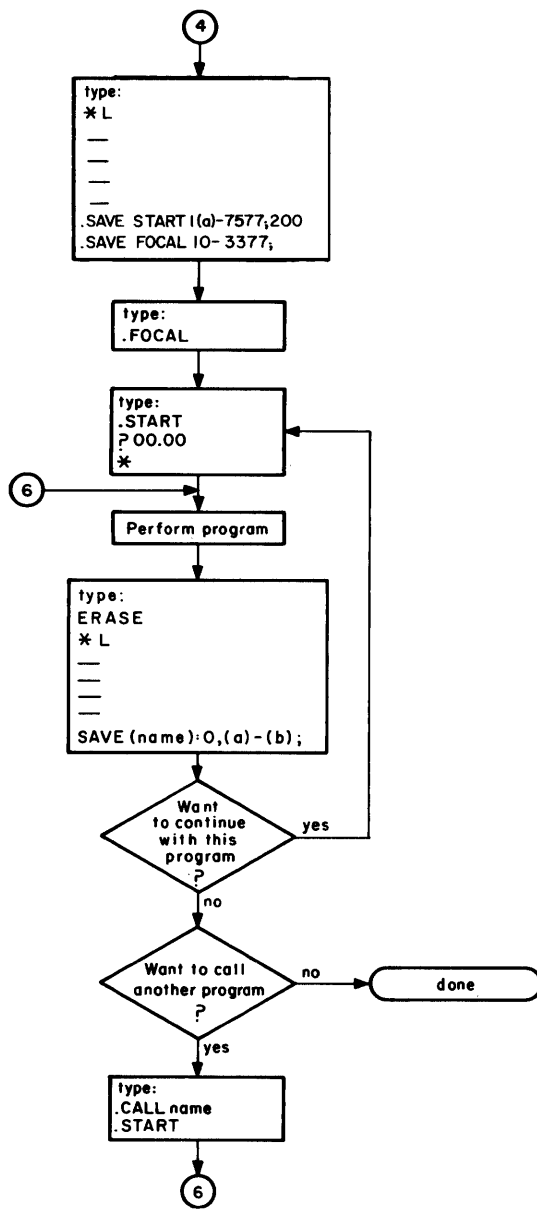 4
type:
* L
—
—
—
—
.SAVE START 1(a)-7577;200
.SAVE FOCAL 10-3377;
type:
.FOCAL
type:
.START
?00.00
*
6
Perform program
type:
ERASE
* L
—
—
—
—
SAVE (name):0,(a)-(b);
Want
to continue
with this
program
?
yes
no
Want to call
another program
?
no
done
yes
type:
.CALL name
.START
6